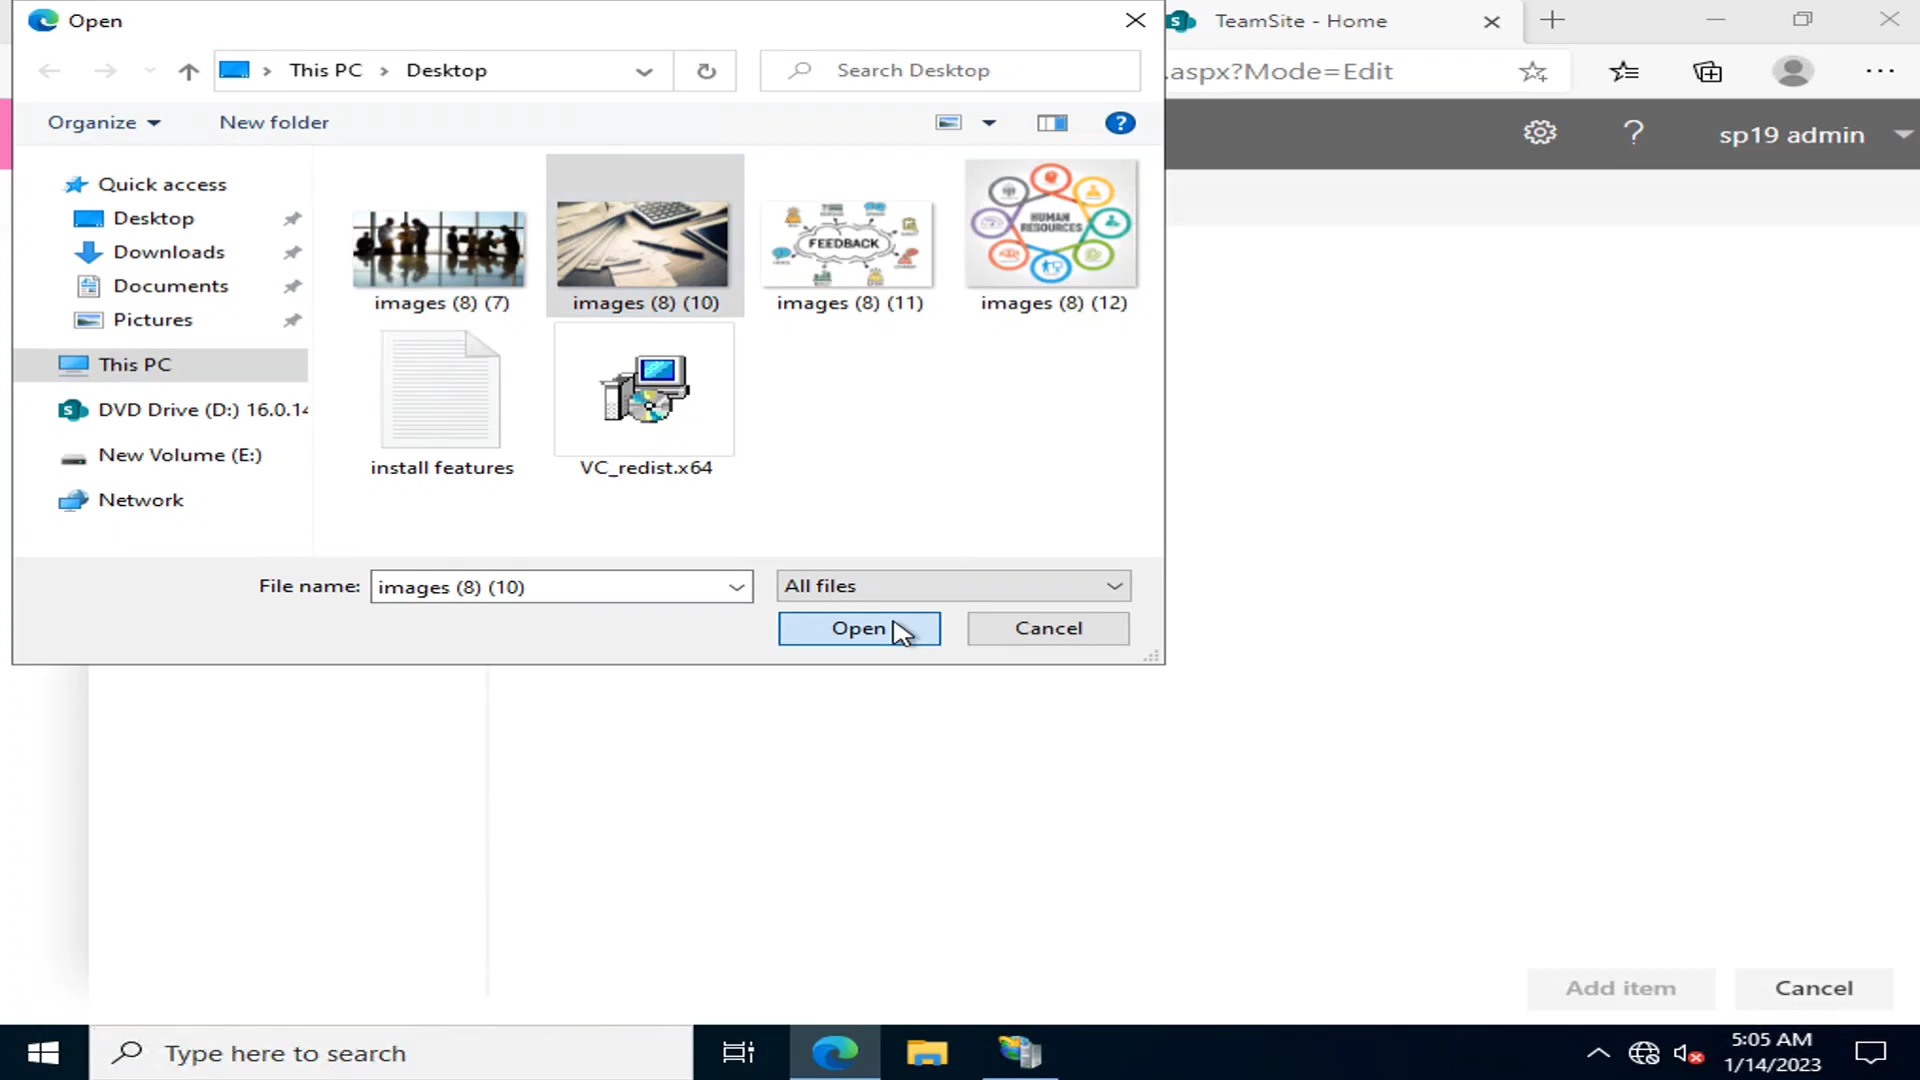 Open
TeamSite - Home
This PC
Desktop
Search Desktop
.aspx?Mode=Edit
Organize
New folder
?
?
sp19 admin
Quick access
Desktop
Downloads
Documents
Pictures
This PC
DVD Drive (D:) 16.0.14
New Volume (E:)
Network
FEEDBACK
HUMAN
RESOURCES
images (8) (7)
images (8) (10)
images (8) (11)
images (8) (12)
install features
VC_redist.x64
File name:
images (8) (10)
All files
Open
Cancel
Add item
Cancel
Type here to search
5:05 AM
1/14/2023